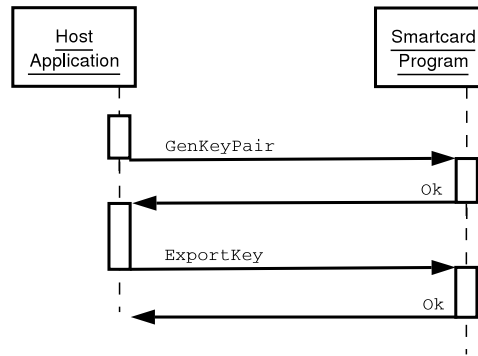 Host
Application
Smartcard
Program
GenKeyPair
Ok
ExportKey
Ok